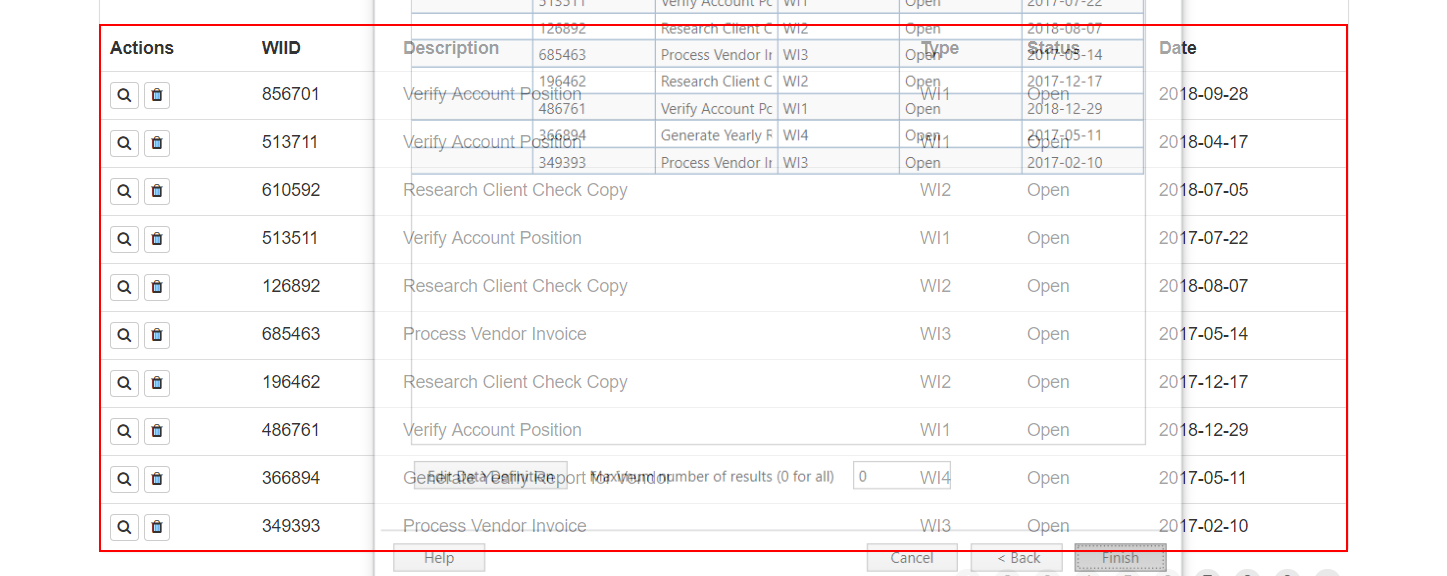 513511 Verify Account Po WI1 Open 2017-07-22
126892 Research Client C WI2 Open 2018-08-07
Actions WIID Description Type Status Date
685463 Process Vendor Ir WI3 Open 2017-05-14
196462 Research Client C WI2 Open 2017-12-17
856701 Verify Account Position WI1 Open 2018-09-28
486761 Verify Account Pc WI1 Open 2018-12-29
366894 Generate Yearly R WI4 Open 2017-05-11
513711 Verify Account Position WI1 Open 2018-04-17
349393 Process Vendor Ir WI3 Open 2017-02-10
610592 Research Client Check Copy WI2 Open 2018-07-05
513511 Verify Account Position WI1 Open 2017-07-22
126892 Research Client Check Copy WI2 Open 2018-08-07
685463 Process Vendor Invoice WI3 Open 2017-05-14
196462 Research Client Check Copy WI2 Open 2017-12-17
486761 Verify Account Position WI1 Open 2018-12-29
Edit Data Definition Maximum number of results (0 for all) 0
366894 Generate Yearly Report for Vendor WI4 Open 2017-05-11
349393 Process Vendor Invoice WI3 Open 2017-02-10
Help Cancel < Back Finish